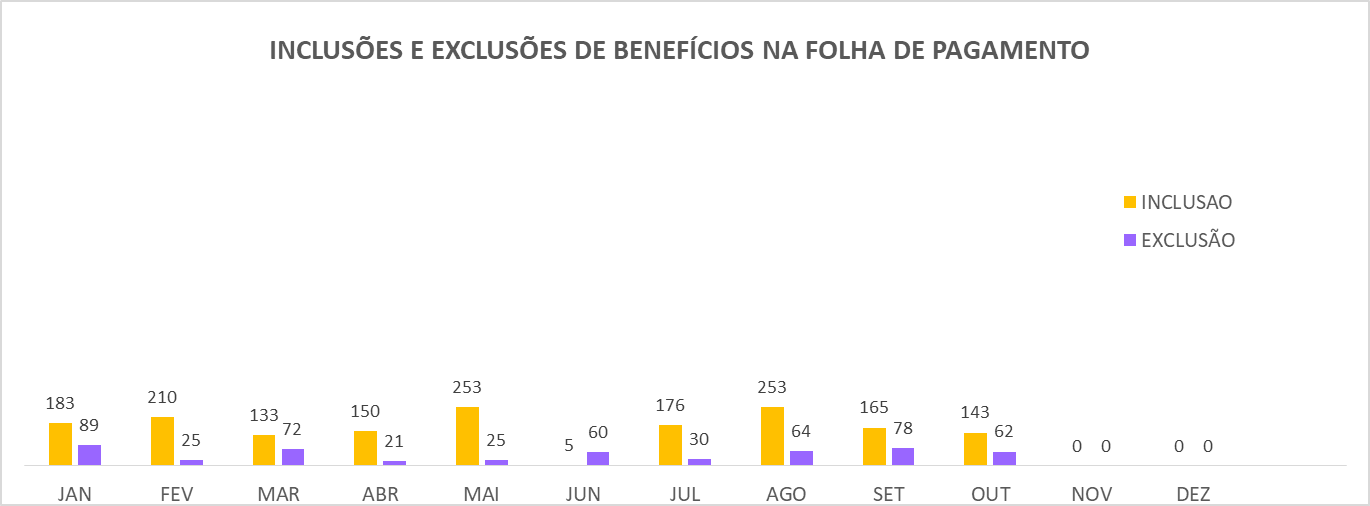 INCLUSÕES E EXCLUSÕES DE BENEFÍCIOS NA FOLHA DE PAGAMENTO
INCLUSAO
EXCLUSÃO
183 89 210 25 133 72 150 21 253 25 5 60 176 30 253 64 165 78 143 62 0 0 0 0
JAN FEV MAR ABR MAI JUN JUL AGO SET OUT NOV DEZ